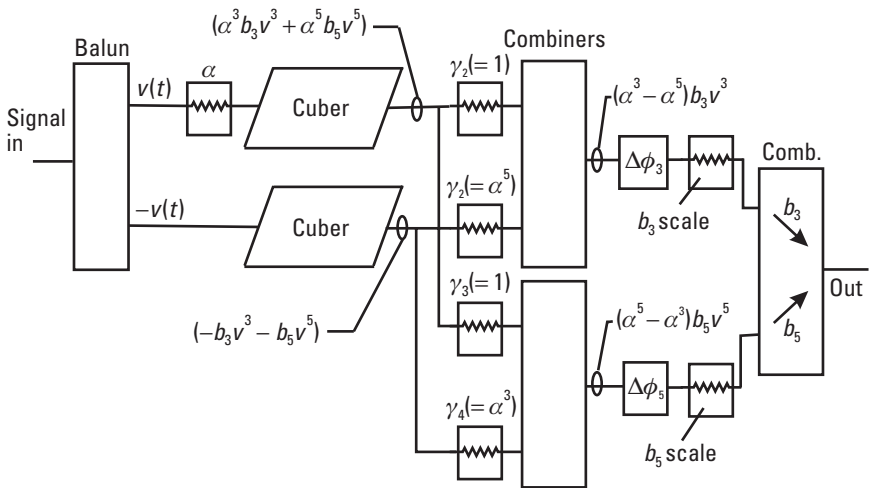 (α³b₃v³ + α⁵b₅v⁵)
Balun
Combiners
α
γ₂(= 1)
v(t)
Signal
in
Cuber
(α³ – α⁵)b₃v³
Δϕ₃
Comb.
b₃ scale
γ₂(= α⁵)
–v(t)
Cuber
b₃
Out
b₅
γ₃(= 1)
(–b₃v³ – b₅v⁵)
(α⁵ – α³)b₅v⁵
Δϕ₅
γ₄(= α³)
b₅ scale